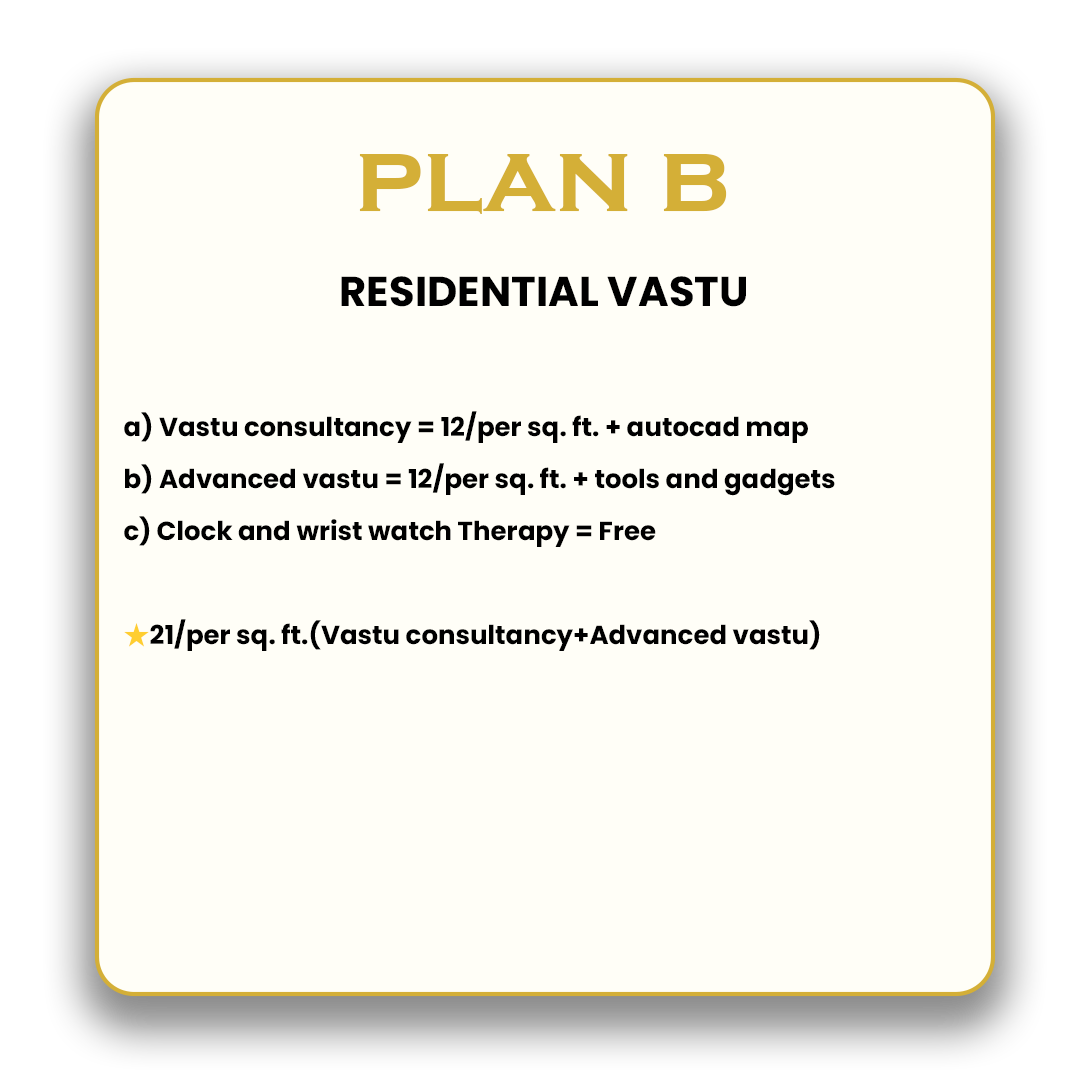 PLAN B
RESIDENTIAL VASTU
a) Vastu consultancy = 12/per sq. ft. + autocad map
b) Advanced vastu = 12/per sq. ft. + tools and gadgets
c) Clock and wrist watch Therapy = Free
★21/per sq. ft.(Vastu consultancy+Advanced vastu)